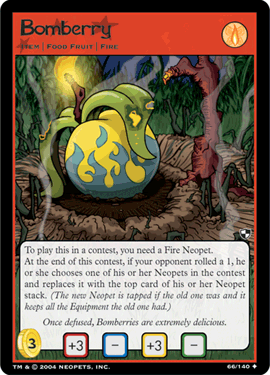 Bomberry
Item | Food Fruit | Fire
To play this in a contest, you need a Fire Neopet.
At the end of this contest, if your opponent rolled a 1, he
or she chooses one of his or her Neopets in the contest
and replaces it with the top card of his or her Neopet
stack. (The new Neopet is tapped if the old one was and it
keeps all the Equipment the old one had.)
Once defused, Bomberries are extremely delicious.
3 +3 – +3 –
TM & © 2004 NEOPETS, INC. 66/140